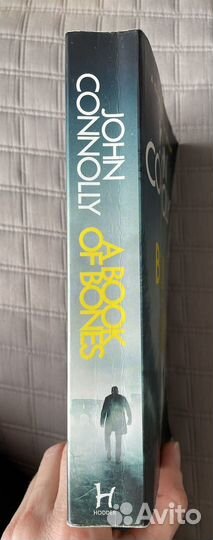 JOHN
CONNOLLY
A BOOK
OF BONES
H
HODDER
Avito